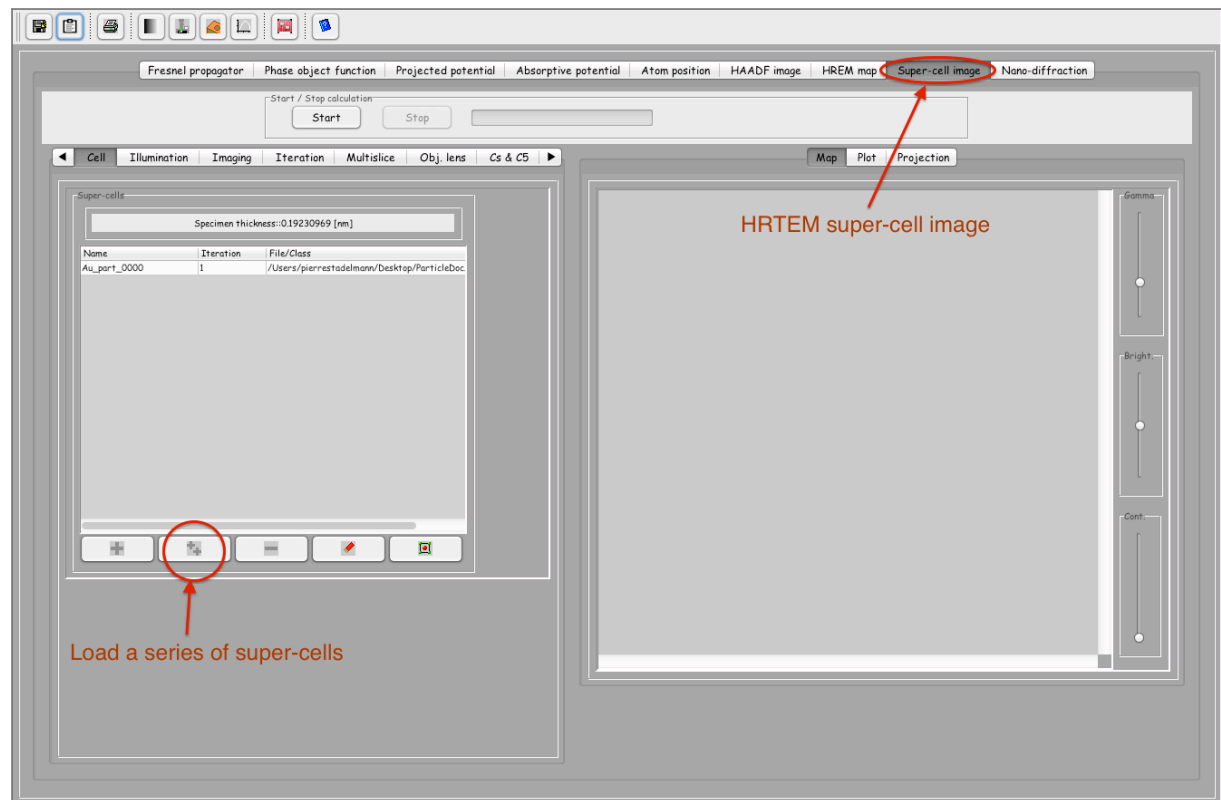 Fresnel propagator Phase object function Projected potential Absorptive potential Atom position HAADF image HREM map Super-cell image Nano-diffraction
Start / Stop calculation
Start Stop
Cell Illumination Imaging Iteration Multislice Obj. lens Cs & C5
Map Plot Projection
Super-cells
Specimen thickness::0.19230969 [nm]
Name Iteration File/Class
Au_part_0000 1 /Users/pierrestadelmann/Desktop/ParticleDoc
HRTEM super-cell image
Gamma
Bright.
Cont.
Load a series of super-cells